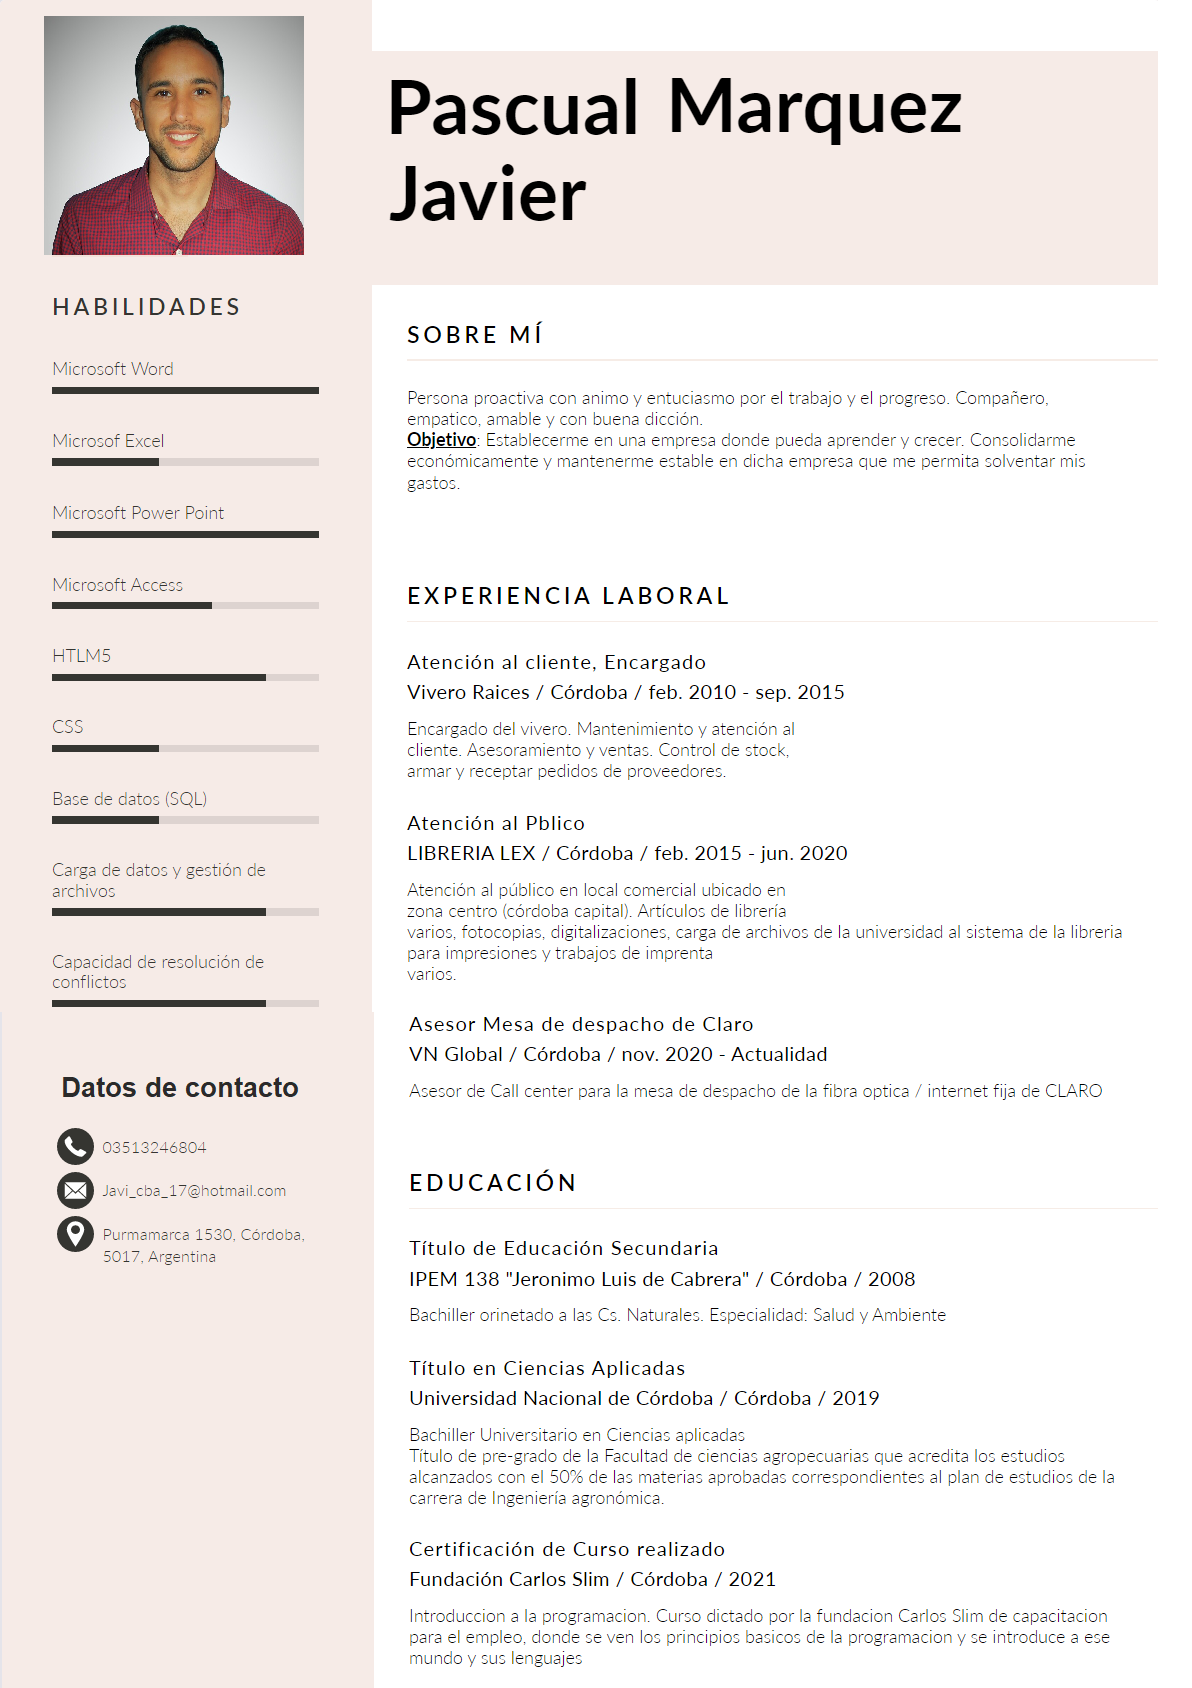 Pascual Marquez
Javier
HABILIDADES
Microsoft Word
Microsof Excel
Microsoft Power Point
Microsoft Access
HTLM5
CSS
Base de datos (SQL)
Carga de datos y gestión de
archivos
Capacidad de resolución de
conflictos
Datos de contacto
03513246804
Javi_cba_17@hotmail.com
Purmamarca 1530, Córdoba,
5017, Argentina
SOBRE MÍ
Persona proactiva con animo y entuciasmo por el trabajo y el progreso. Compañero,
empatico, amable y con buena dicción.
Objetivo: Establecerme en una empresa donde pueda aprender y crecer. Consolidarme
económicamente y mantenerme estable en dicha empresa que me permita solventar mis
gastos.
EXPERIENCIA LABORAL
Atención al cliente, Encargado
Vivero Raices / Córdoba / feb. 2010 - sep. 2015
Encargado del vivero. Mantenimiento y atención al
cliente. Asesoramiento y ventas. Control de stock,
armar y receptar pedidos de proveedores.
Atención al Pblico
LIBRERIA LEX / Córdoba / feb. 2015 - jun. 2020
Atención al público en local comercial ubicado en
zona centro (córdoba capital). Artículos de librería
varios, fotocopias, digitalizaciones, carga de archivos de la universidad al sistema de la libreria
para impresiones y trabajos de imprenta
varios.
Asesor Mesa de despacho de Claro
VN Global / Córdoba / nov. 2020 - Actualidad
Asesor de Call center para la mesa de despacho de la fibra optica / internet fija de CLARO
EDUCACIÓN
Título de Educación Secundaria
IPEM 138 "Jeronimo Luis de Cabrera" / Córdoba / 2008
Bachiller orinetado a las Cs. Naturales. Especialidad: Salud y Ambiente
Título en Ciencias Aplicadas
Universidad Nacional de Córdoba / Córdoba / 2019
Bachiller Universitario en Ciencias aplicadas
Título de pre-grado de la Facultad de ciencias agropecuarias que acredita los estudios
alcanzados con el 50% de las materias aprobadas correspondientes al plan de estudios de la
carrera de Ingeniería agronómica.
Certificación de Curso realizado
Fundación Carlos Slim / Córdoba / 2021
Introduccion a la programacion. Curso dictado por la fundacion Carlos Slim de capacitacion
para el empleo, donde se ven los principios basicos de la programacion y se introduce a ese
mundo y sus lenguajes